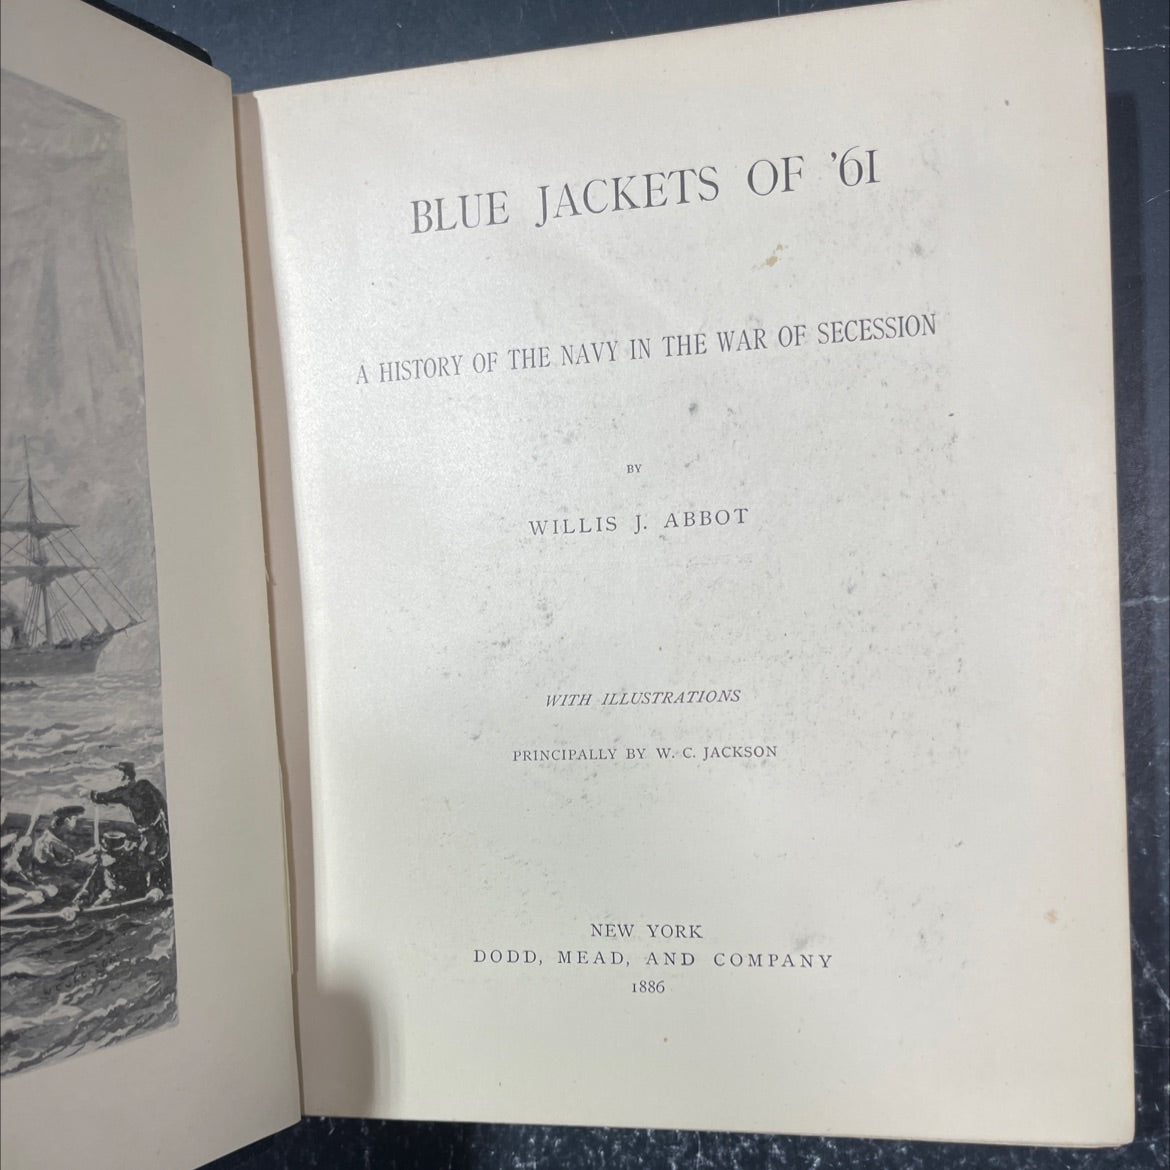 BLUE JACKETS OF '61
A HISTORY OF THE NAVY IN THE WAR OF SECESSION
BY
WILLIS J. ABBOT
WITH ILLUSTRATIONS
PRINCIPALLY BY W. C. JACKSON
NEW YORK
DODD, MEAD, AND COMPANY
1886